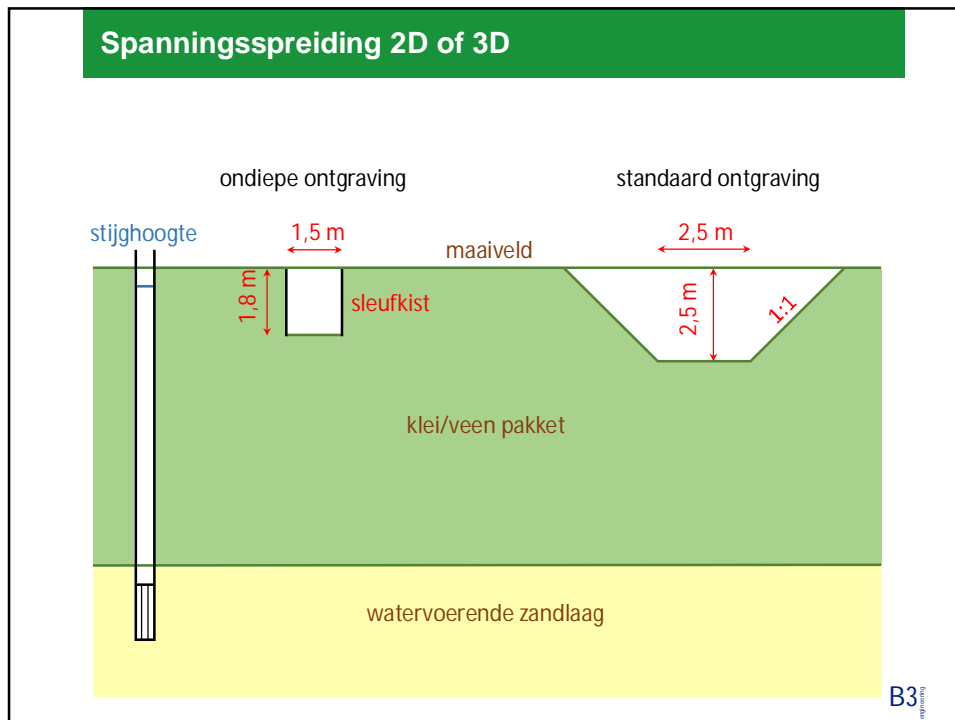 Spanningsspreiding 2D of 3D
ondiepe ontgraving
standaard ontgraving
stijghoogte
1,5 m
2,5 m
maaiveld
1,8 m
sleufkist
2,5 m
1:1
klei/veen pakket
watervoerende zandlaag
B3
engineering